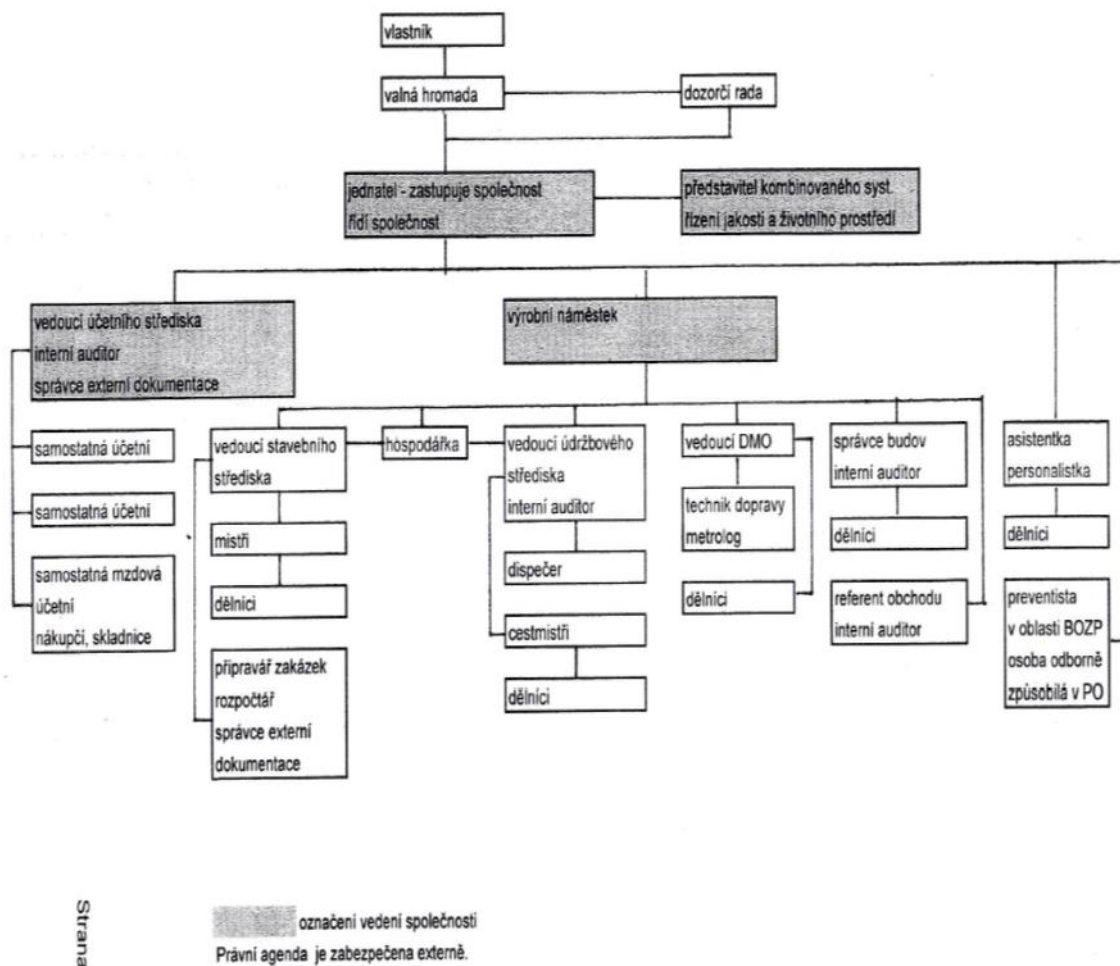 vlastník
valná hromada
dozorčí rada
jednatel - zastupuje společnost
řídí společnost
představitel kombinovaného syst.
řízení jakosti a životního prostředí
vedoucí účetního střediska
interní auditor
správce externí dokumentace
výrobní náměstek
samostatná účetní
samostatná účetní
samostatná mzdová
účetní
nákupčí, skladnice
vedoucí stavebního
střediska
mistři
dělníci
připravář zakázek
rozpočtář
správce externí
dokumentace
hospodářka
vedoucí údržbového
střediska
interní auditor
dispečer
cestmistři
dělníci
vedoucí DMO
technik dopravy
metrolog
dělníci
správce budov
interní auditor
dělníci
referent obchodu
interní auditor
asistentka
personalistka
dělníci
preventista
v oblasti BOZP
osoba odborně
způsobilá v PO
Strana
označení vedení společnosti
Právní agenda je zabezpečena externě.